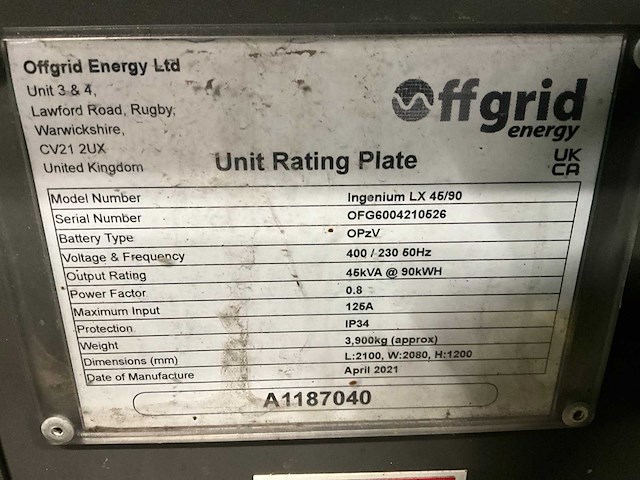 Offgrid Energy Ltd
Unit 3 & 4,
Lawford Road, Rugby,
Warwickshire,
CV21 2UX
United Kingdom
Offgrid
energy
UK
CA
Unit Rating Plate
Model Number Ingenium LX 45/90
Serial Number OFG6004210526
Battery Type OPzV
Voltage & Frequency 400 / 230 50Hz
Output Rating 45kVA @ 90kWH
Power Factor 0.8
Maximum Input 125A
Protection IP34
Weight 3,900kg (approx)
Dimensions (mm) L:2100, W:2080, H:1200
Date of Manufacture April 2021
A1187040